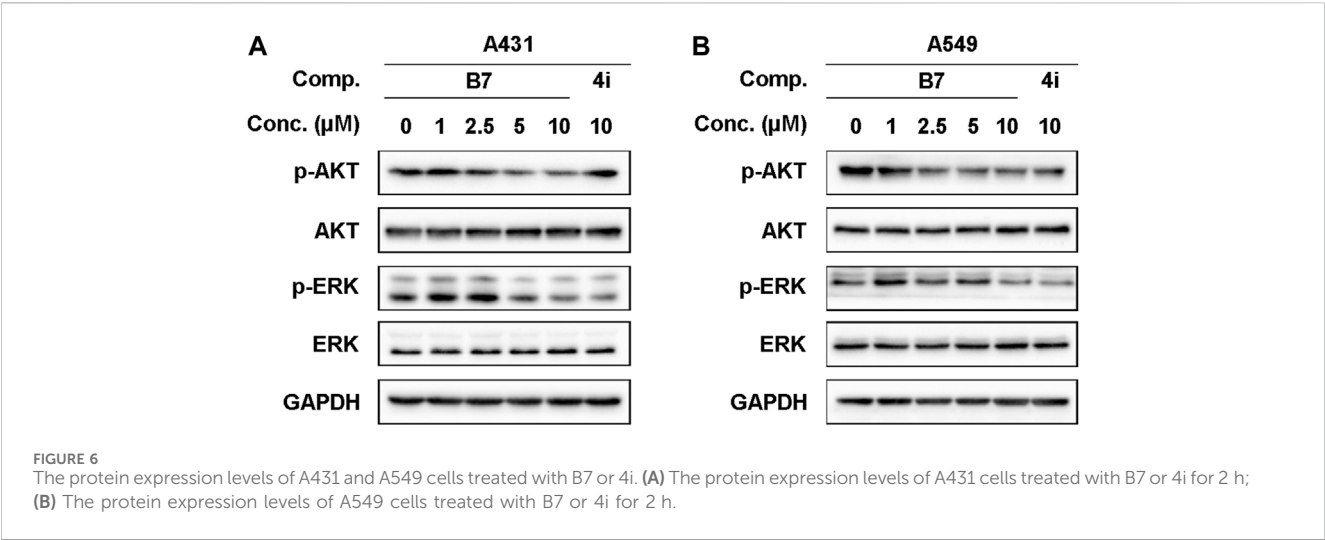 A
A431
Comp.
B7
4i
Conc. (µM)
0 1 2.5 5 10 10
p-AKT
AKT
p-ERK
ERK
GAPDH
B
A549
Comp.
B7
4i
Conc. (µM)
0 1 2.5 5 10 10
p-AKT
AKT
p-ERK
ERK
GAPDH
FIGURE 6
The protein expression levels of A431 and A549 cells treated with B7 or 4i. (A) The protein expression levels of A431 cells treated with B7 or 4i for 2 h;
(B) The protein expression levels of A549 cells treated with B7 or 4i for 2 h.